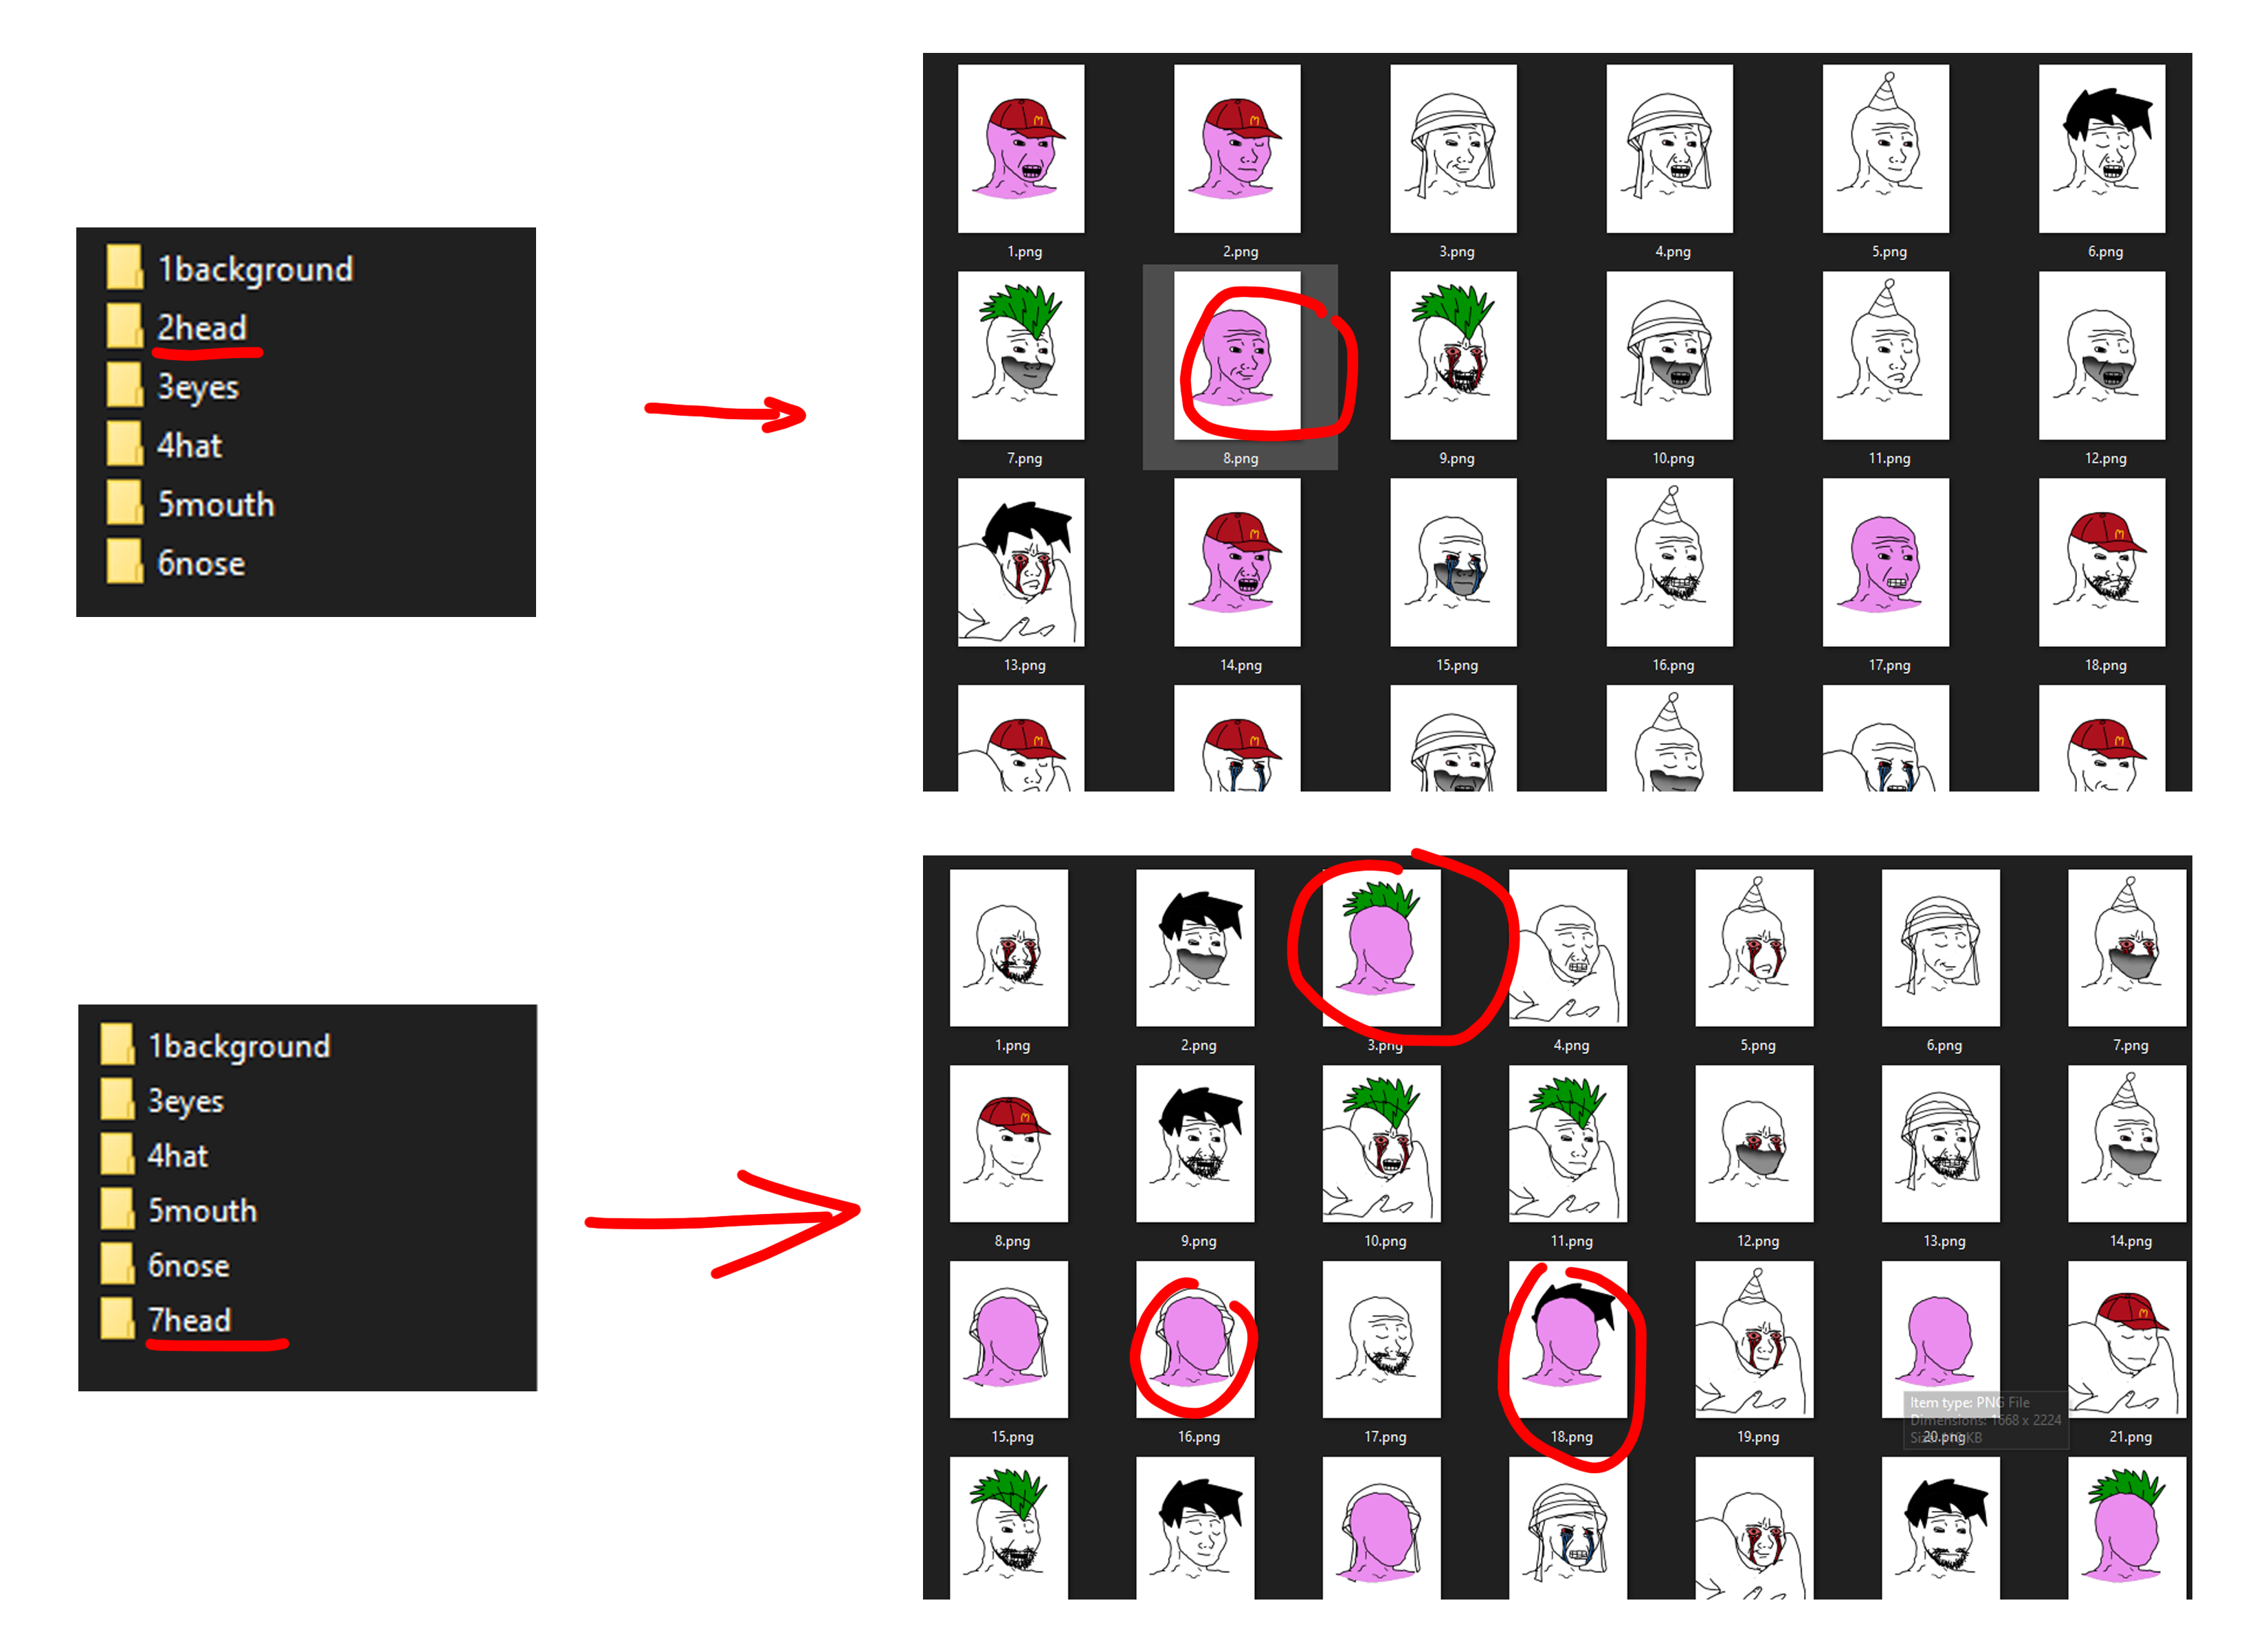 1background
2head
3eyes
4hat
5mouth
6nose
1.png
2.png
3.png
4.png
5.png
6.png
7.png
8.png
9.png
10.png
11.png
12.png
13.png
14.png
15.png
16.png
17.png
18.png
1background
3eyes
4hat
5mouth
6nose
7head
1.png
2.png
3.png
4.png
5.png
6.png
7.png
8.png
9.png
10.png
11.png
12.png
13.png
14.png
Item type: PNG File
Dimensions: 1668 x 2224
15.png
16.png
17.png
18.png
19.png
20.png
21.png